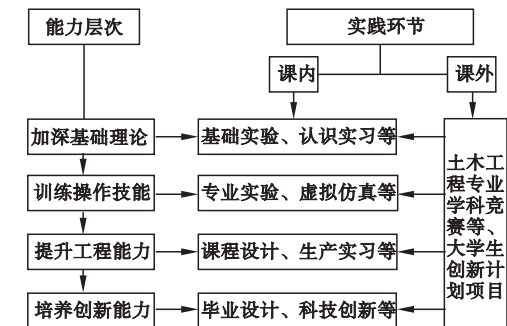 能力层次
实践环节
课内
课外
加深基础理论
基础实验、认识实习等
训练操作技能
专业实验、虚拟仿真等
提升工程能力
课程设计、生产实习等
培养创新能力
毕业设计、科技创新等
土木工
程专业
学科竞
赛等、
大学生
创新计
划项目